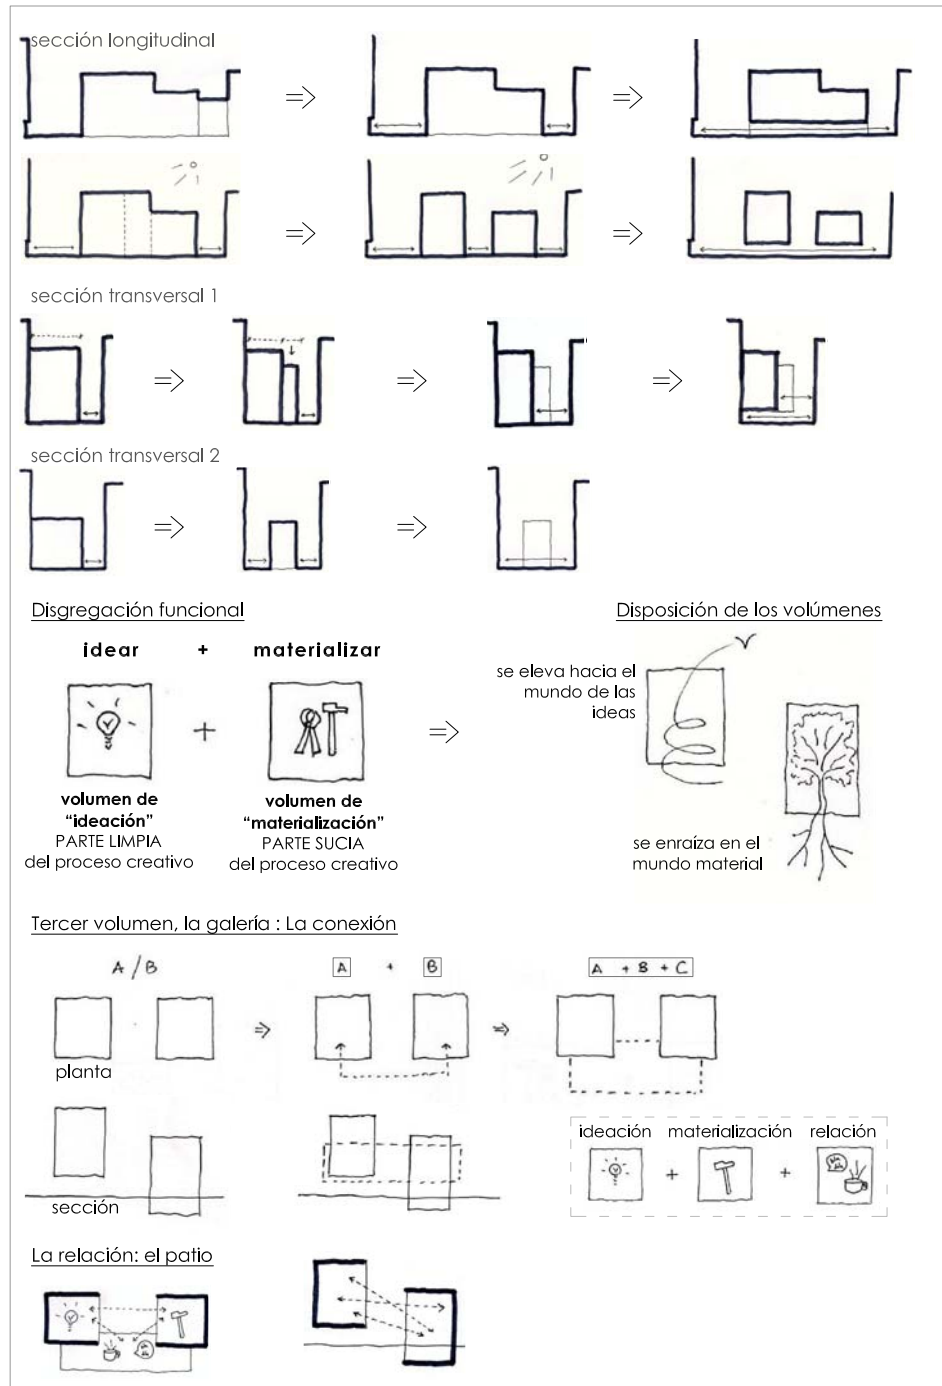 sección longitudinal
sección transversal 1
sección transversal 2
Disgregación funcional
idear + materializar
+
volumen de
“ideación”
PARTE LIMPIA
del proceso creativo
volumen de
“materialización”
PARTE SUCIA
del proceso creativo
Disposición de los volúmenes
se eleva hacia el
mundo de las
ideas
se enraíza en el
mundo material
Tercer volumen, la galería : La conexión
A / B
A + B
A + B + C
planta
sección
ideación materialización relación
+ +
La relación: el patio